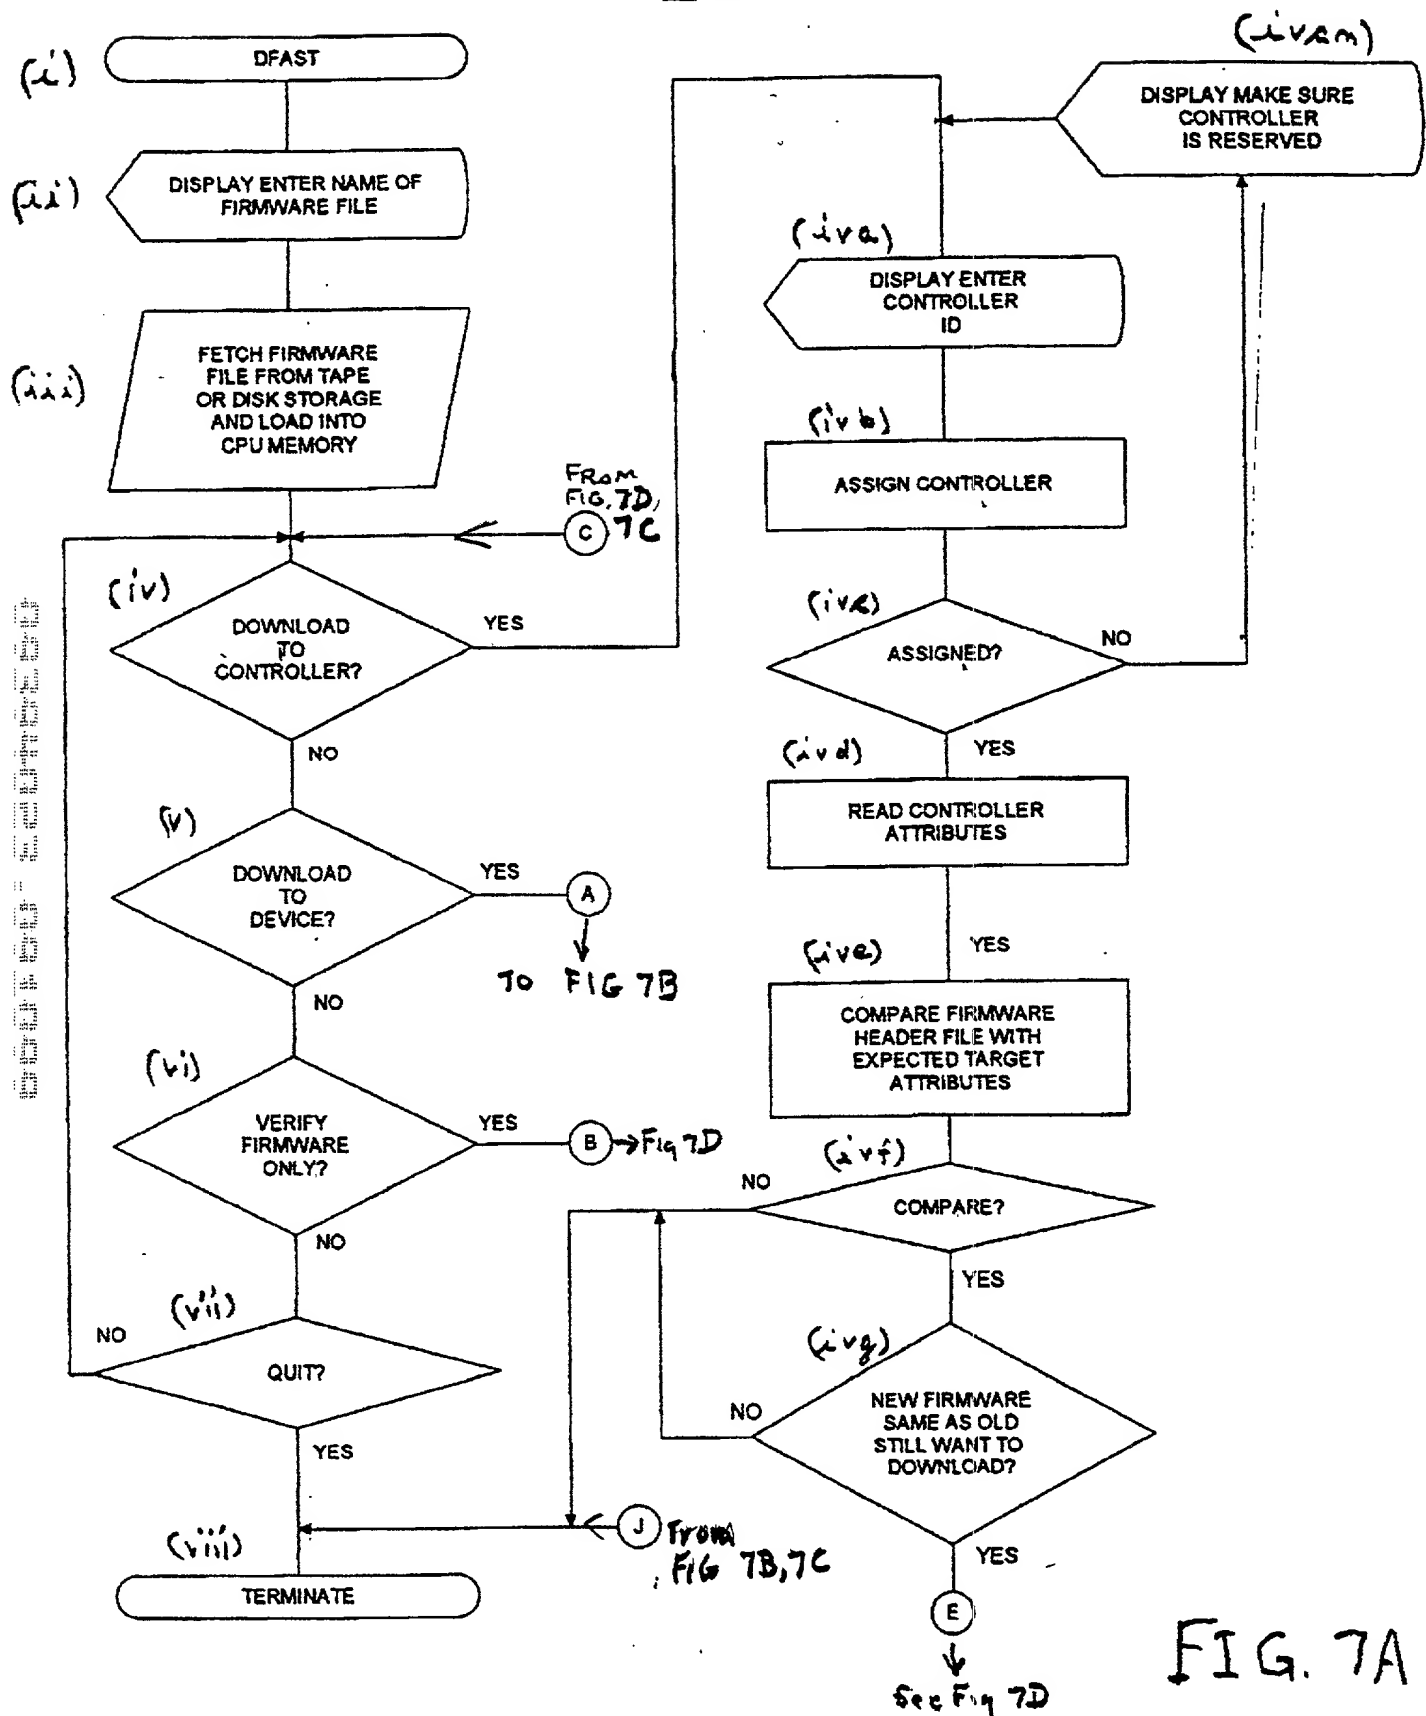 (i)
DFAST
(ii)
DISPLAY ENTER NAME OF
FIRMWARE FILE
(iii)
FETCH FIRMWARE
FILE FROM TAPE
OR DISK STORAGE
AND LOAD INTO
CPU MEMORY
FROM
FIG. 7D,
C 7C
(iv)
DOWNLOAD
TO
CONTROLLER?
YES
NO
(v)
DOWNLOAD
TO
DEVICE?
YES
A
TO FIG 7B
NO
(vi)
VERIFY
FIRMWARE
ONLY?
YES
B
Fig 7D
NO
(vii)
NO
QUIT?
YES
(viii)
TERMINATE
DISPLAY MAKE SURE
CONTROLLER
IS RESERVED
(iva)
DISPLAY ENTER
CONTROLLER
ID
(ivb)
ASSIGN CONTROLLER
(ivc)
ASSIGNED?
NO
YES
(ivd)
READ CONTROLLER
ATTRIBUTES
YES
(ive)
COMPARE FIRMWARE
HEADER FILE WITH
EXPECTED TARGET
ATTRIBUTES
(ivf)
NO
COMPARE?
YES
(ivg)
NO
NEW FIRMWARE
SAME AS OLD
STILL WANT TO
DOWNLOAD?
YES
J From
FIG 7B, 7C
E
See Fig 7D
FIG. 7A